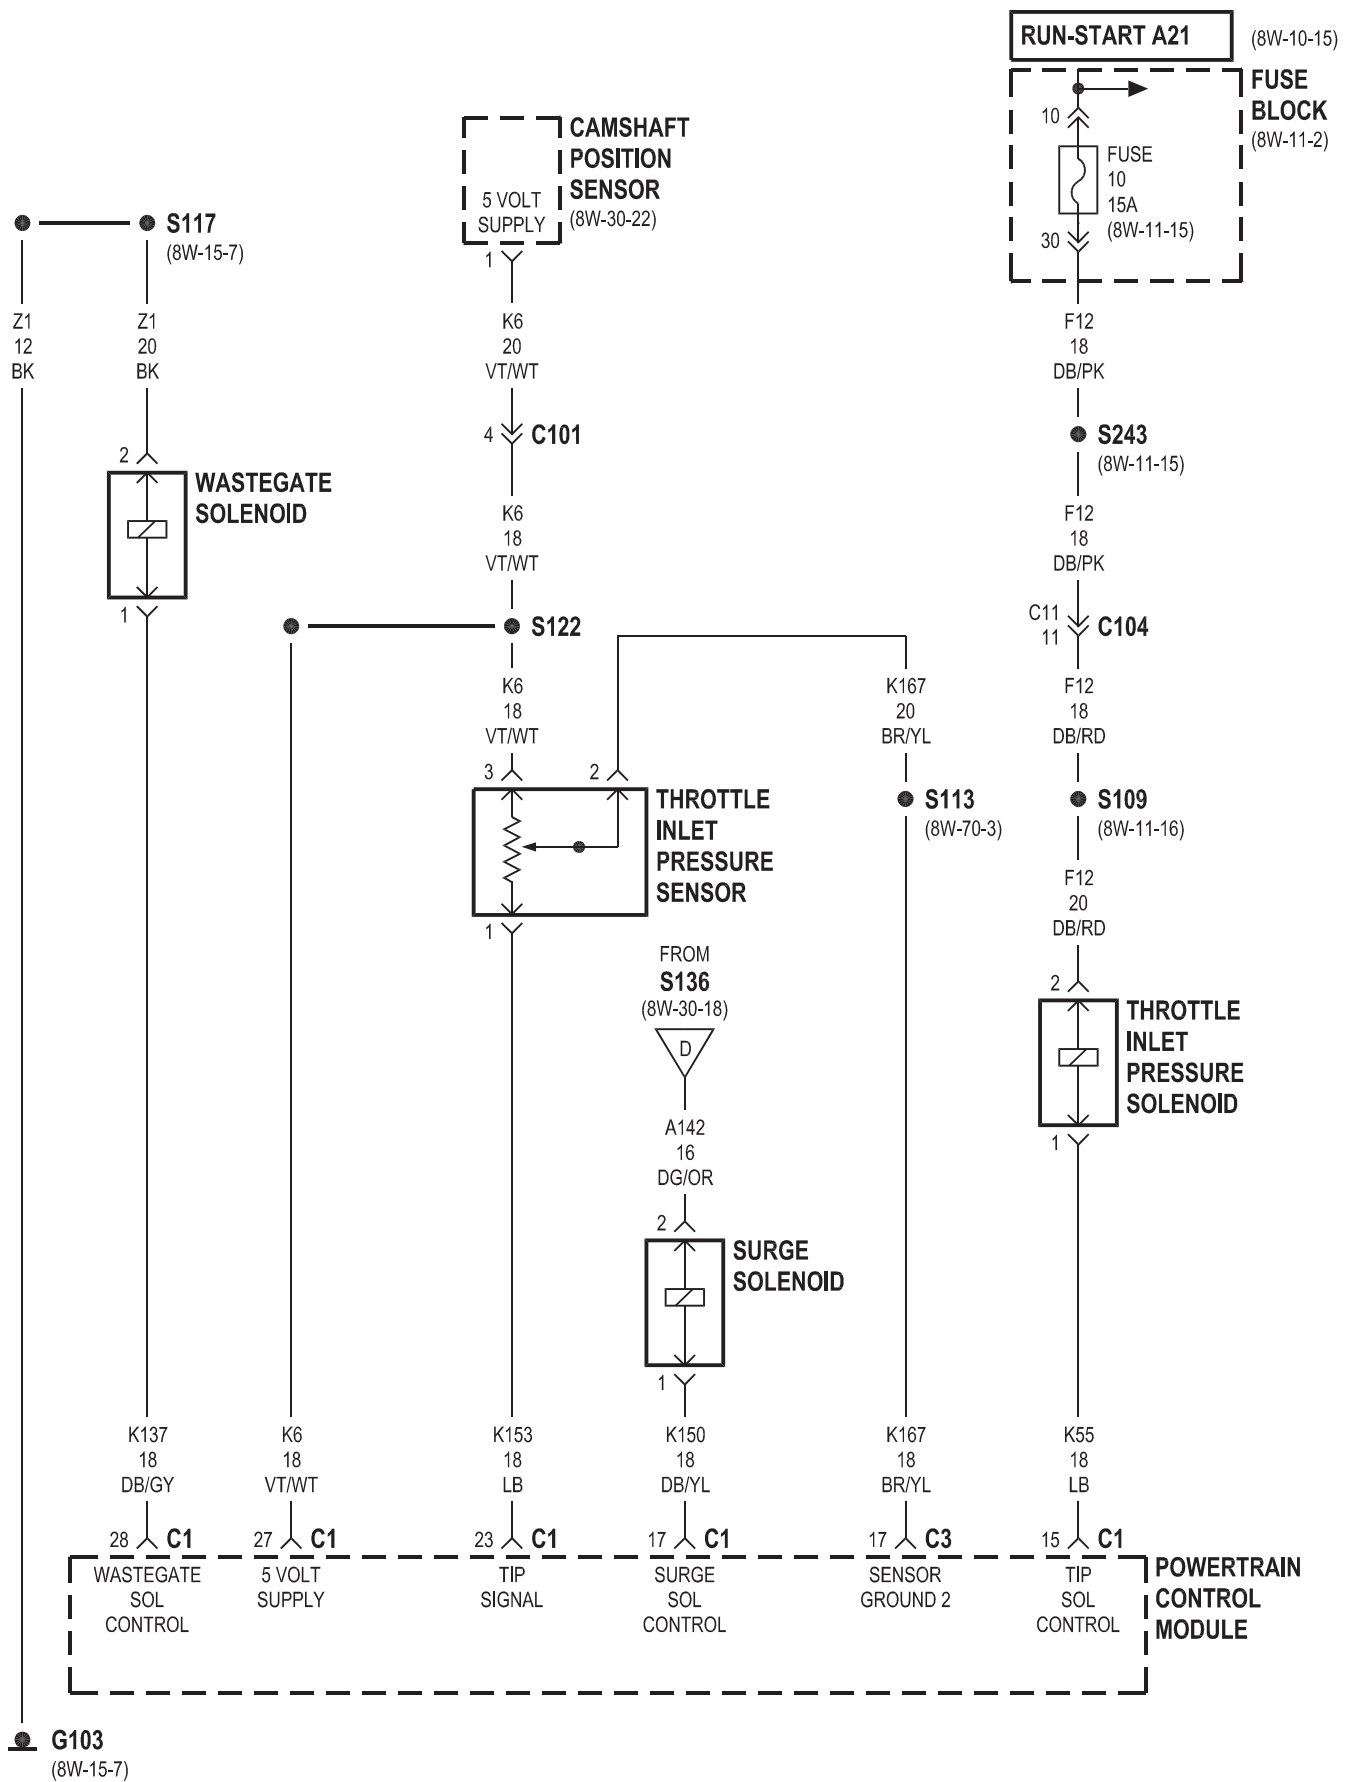 RUN-START A21
(8W-10-15)
FUSE
BLOCK
(8W-11-2)
10
FUSE
10
15A
(8W-11-15)
30
CAMSHAFT
POSITION
SENSOR
(8W-30-22)
5 VOLT
SUPPLY
1
S117
(8W-15-7)
Z1
12
BK
Z1
20
BK
K6
20
VT/WT
F12
18
DB/PK
4
C101
S243
(8W-11-15)
2
WASTEGATE
SOLENOID
1
K6
18
VT/WT
F12
18
DB/PK
S122
C11
11
C104
K6
18
VT/WT
K167
20
BR/YL
F12
18
DB/RD
3
2
THROTTLE
INLET
PRESSURE
SENSOR
1
S113
(8W-70-3)
S109
(8W-11-16)
F12
20
DB/RD
FROM
S136
(8W-30-18)
D
2
THROTTLE
INLET
PRESSURE
SOLENOID
1
A142
16
DG/OR
2
SURGE
SOLENOID
1
K137
18
DB/GY
K6
18
VT/WT
K153
18
LB
K150
18
DB/YL
K167
18
BR/YL
K55
18
LB
28
C1
27
C1
23
C1
17
C1
17
C3
15
C1
WASTEGATE
SOL
CONTROL
5 VOLT
SUPPLY
TIP
SIGNAL
SURGE
SOL
CONTROL
SENSOR
GROUND 2
TIP
SOL
CONTROL
POWERTRAIN
CONTROL
MODULE
G103
(8W-15-7)